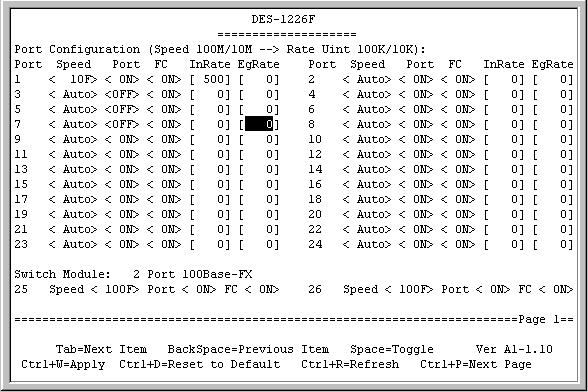 DES-1226F
====================
Port Configuration (Speed 100M/10M --> Rate Uint 100K/10K):
Port  Speed   Port  FC   InRate EgRate    Port  Speed   Port  FC   InRate EgRate
1   <  10F> < ON> < ON> [ 500] [   0]    2    < Auto> < ON> < ON> [   0] [   0]
3   < Auto> <OFF> < ON> [   0] [   0]    4    < Auto> < ON> < ON> [   0] [   0]
5   < Auto> <OFF> < ON> [   0] [   0]    6    < Auto> < ON> < ON> [   0] [   0]
7   < Auto> <OFF> < ON> [   0] [   0]    8    < Auto> < ON> < ON> [   0] [   0]
9   < Auto> < ON> < ON> [   0] [   0]    10   < Auto> < ON> < ON> [   0] [   0]
11  < Auto> < ON> < ON> [   0] [   0]    12   < Auto> < ON> < ON> [   0] [   0]
13  < Auto> < ON> < ON> [   0] [   0]    14   < Auto> < ON> < ON> [   0] [   0]
15  < Auto> < ON> < ON> [   0] [   0]    16   < Auto> < ON> < ON> [   0] [   0]
17  < Auto> < ON> < ON> [   0] [   0]    18   < Auto> < ON> < ON> [   0] [   0]
19  < Auto> < ON> < ON> [   0] [   0]    20   < Auto> < ON> < ON> [   0] [   0]
21  < Auto> < ON> < ON> [   0] [   0]    22   < Auto> < ON> < ON> [   0] [   0]
23  < Auto> < ON> < ON> [   0] [   0]    24   < Auto> < ON> < ON> [   0] [   0]
Switch Module:   2 Port 100Base-FX
25   Speed < 100F> Port < ON> FC < ON>    26   Speed < 100F> Port < ON> FC < ON>
========================================================================Page 1==
Tab=Next Item   BackSpace=Previous Item   Space=Toggle      Ver A1-1.10
Ctrl+W=Apply  Ctrl+D=Reset to Default   Ctrl+R=Refresh   Ctrl+P=Next Page